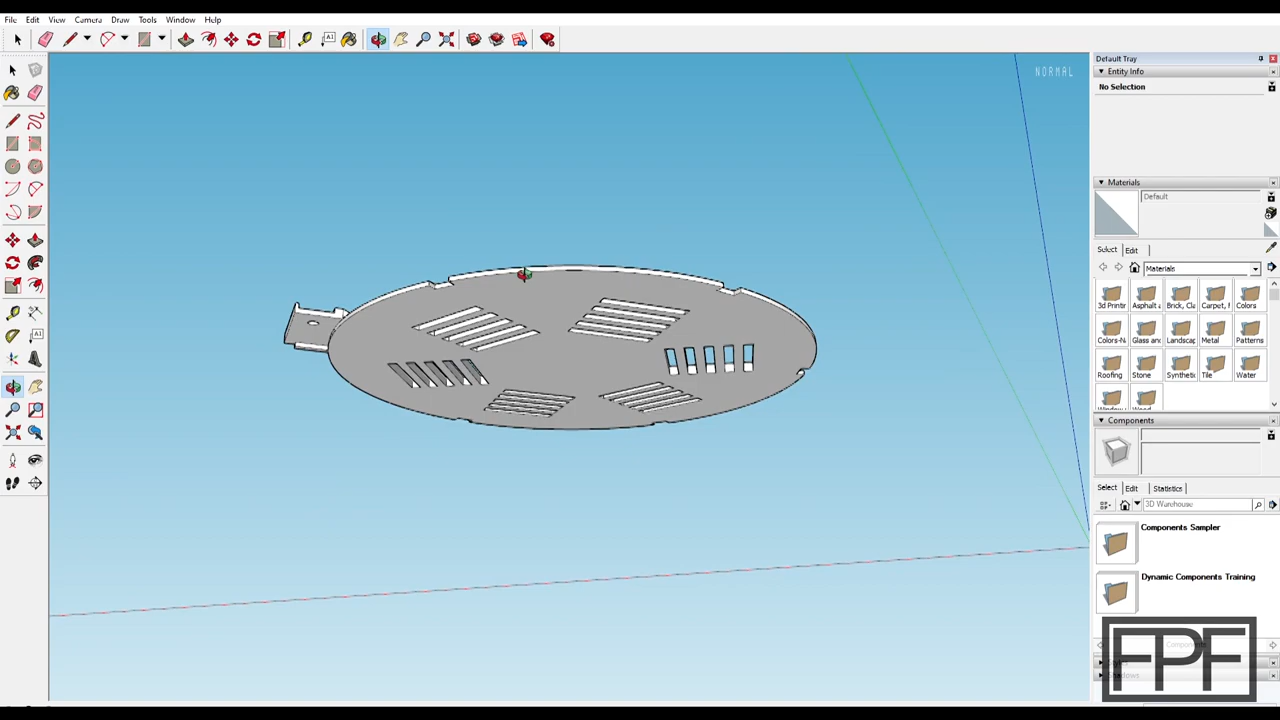 File Edit View Camera Draw Tools Window Help
Default Tray
Entity Info
No Selection
NORMAL
Materials
Default
Select Edit
Materials
3d Printir Asphalt a Brick, Cla Carpet, F Colors
Colors-N Glass and Landscap Metal Patterns
Roofing Stone Synthetic Tile Water
Components
Select Edit Statistics
3D Warehouse
Components Sampler
Dynamic Components Training
FPF